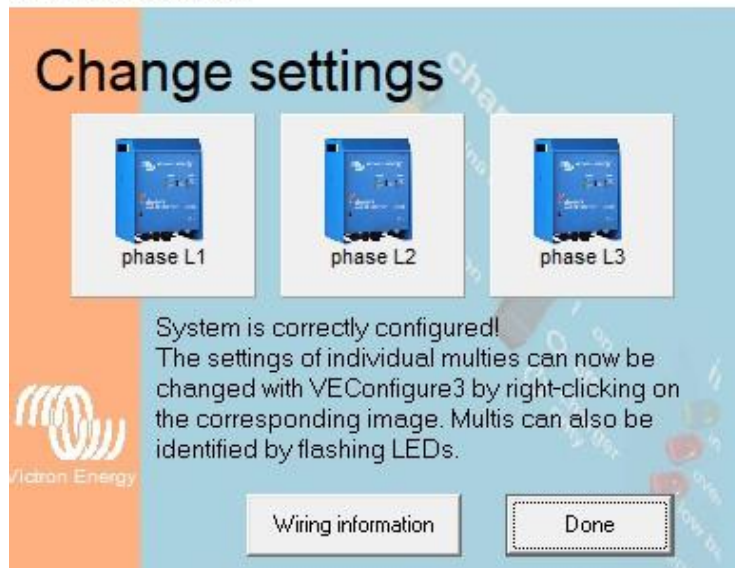 Change settings
phase L1
phase L2
phase L3
System is correctly configured!
The settings of individual multies can now be
changed with VEConfigure3 by right-clicking on
the corresponding image. Multis can also be
identified by flashing LEDs.
Victron Energy
Wiring information
Done